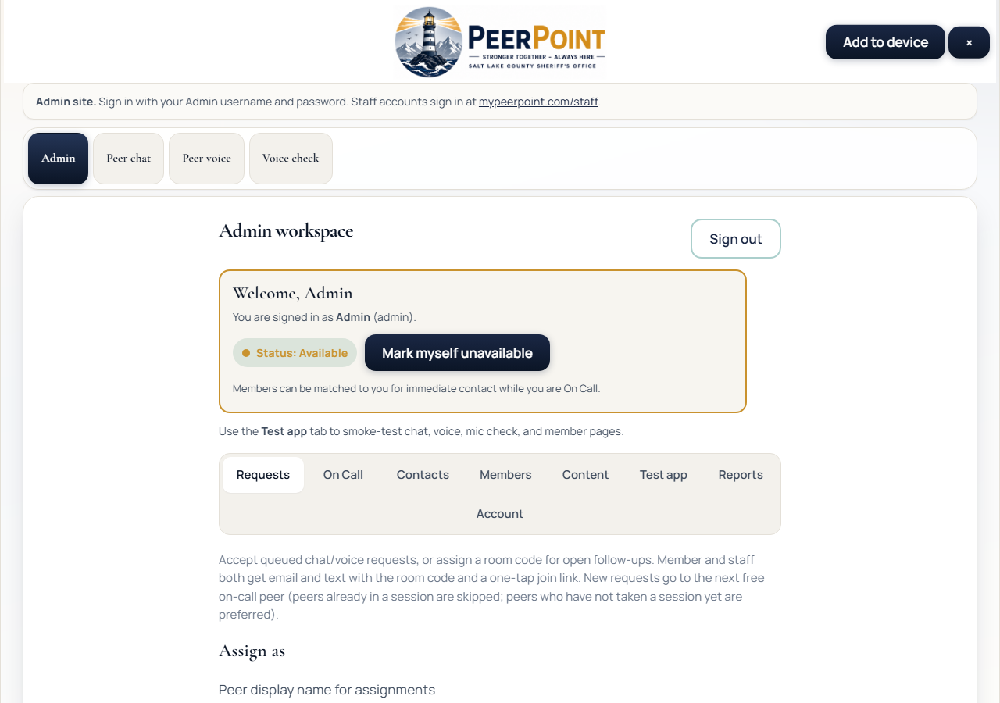 PEERPOINT
STRONGER TOGETHER - ALWAYS HERE
SALT LAKE COUNTY SHERIFF'S OFFICE
Add to device
×
Admin site. Sign in with your Admin username and password. Staff accounts sign in at mypeerpoint.com/staff.
Admin
Peer chat
Peer voice
Voice check
Admin workspace
Sign out
Welcome, Admin
You are signed in as Admin (admin).
Status: Available
Mark myself unavailable
Members can be matched to you for immediate contact while you are On Call.
Use the Test app tab to smoke-test chat, voice, mic check, and member pages.
Requests
On Call
Contacts
Members
Content
Test app
Reports
Account
Accept queued chat/voice requests, or assign a room code for open follow-ups. Member and staff
both get email and text with the room code and a one-tap join link. New requests go to the next free
on-call peer (peers already in a session are skipped; peers who have not taken a session yet are
preferred).
Assign as
Peer display name for assignments